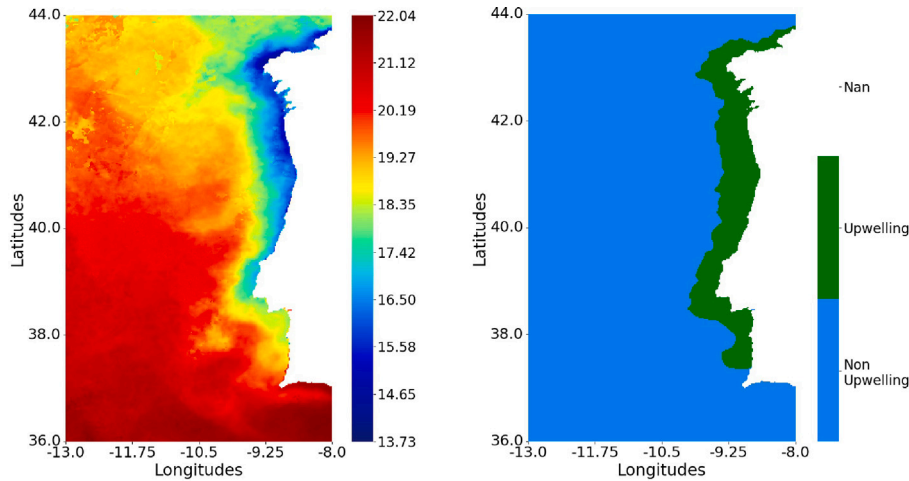 44.0
42.0
40.0
38.0
36.0
Latitudes
-13.0 -11.75 -10.5 -9.25 -8.0
Longitudes
22.04
21.12
20.19
19.27
18.35
17.42
16.50
15.58
14.65
13.73
44.0
42.0
40.0
38.0
36.0
Latitudes
-13.0 -11.75 -10.5 -9.25 -8.0
Longitudes
Nan
Upwelling
Non
Upwelling